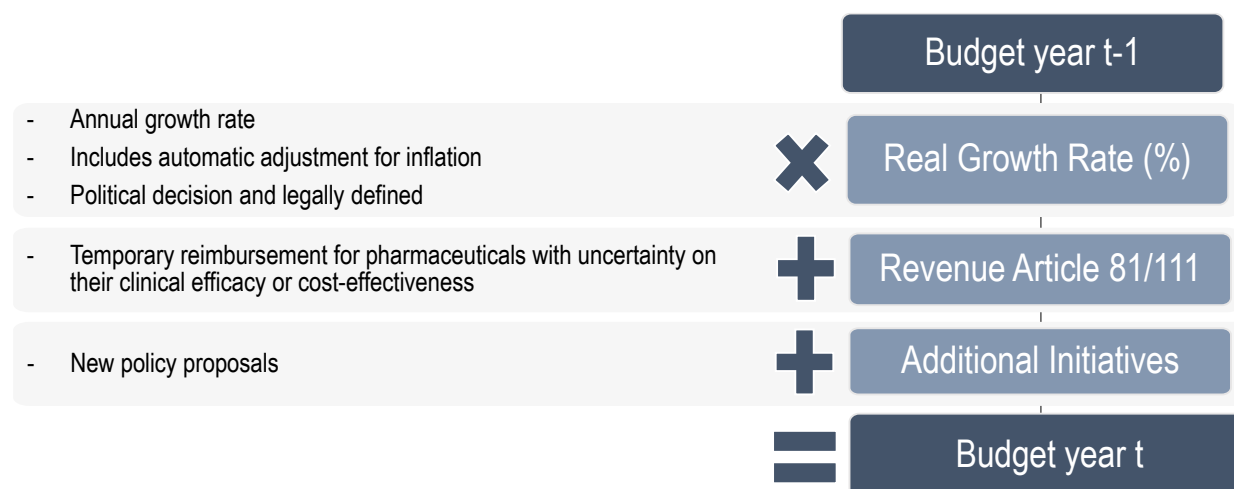 Budget year t-1
- Annual growth rate
- Includes automatic adjustment for inflation
- Political decision and legally defined
Real Growth Rate (%)
- Temporary reimbursement for pharmaceuticals with uncertainty on
their clinical efficacy or cost-effectiveness
Revenue Article 81/111
- New policy proposals
Additional Initiatives
Budget year t